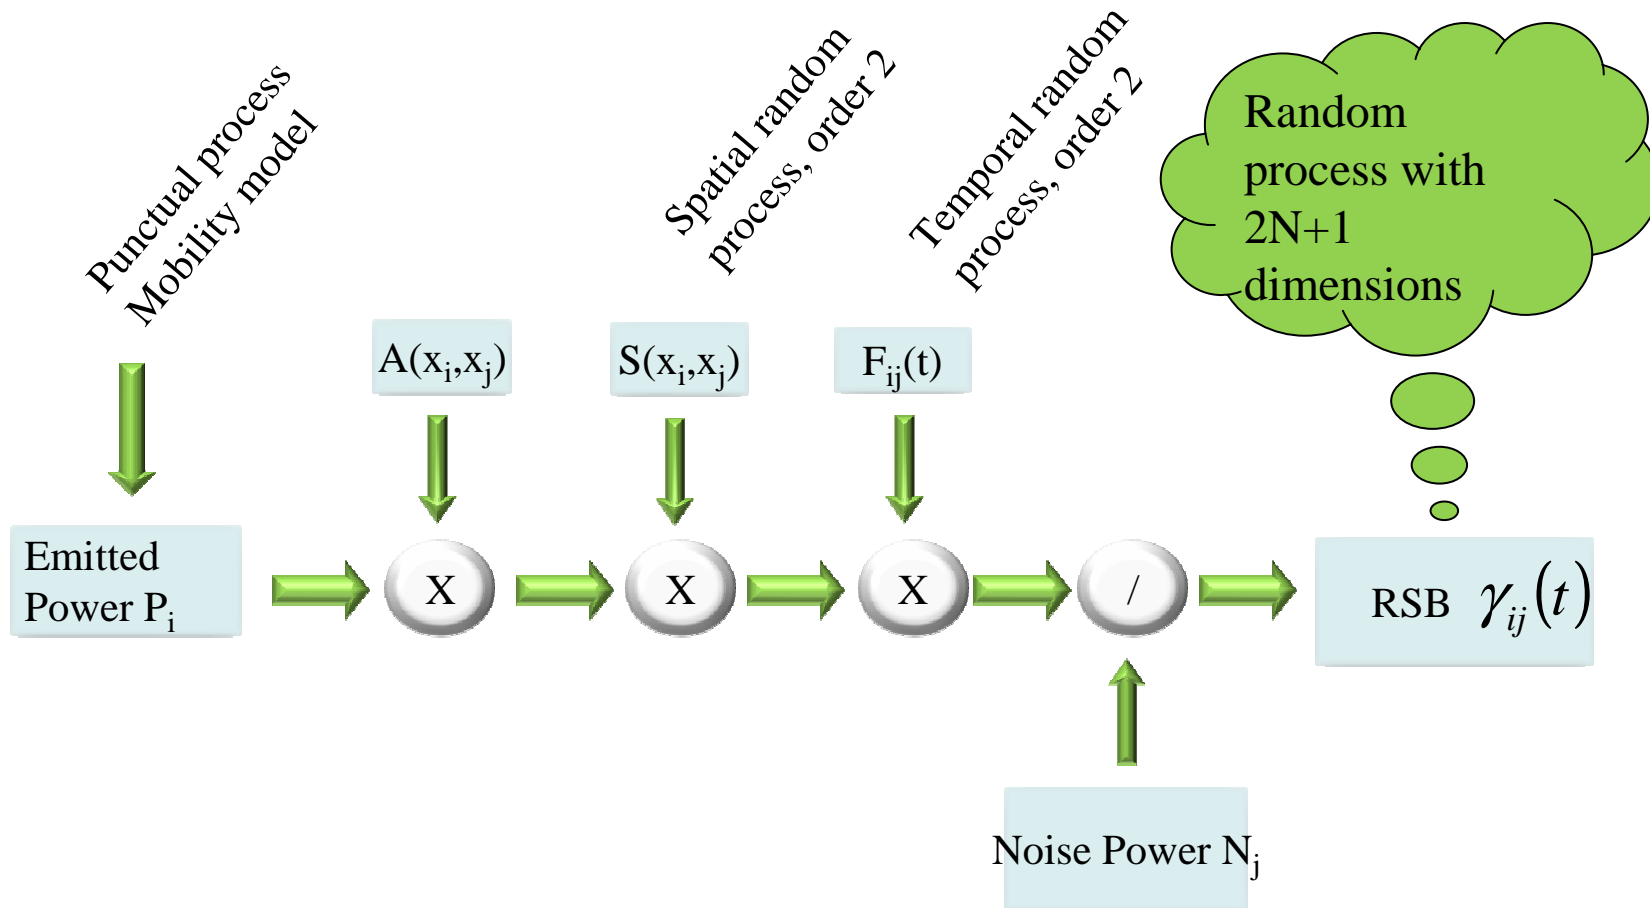 Punctual process
Mobility model
Spatial random
process, order 2
Temporal random
process, order 2
Random
process with
2N+1
dimensions
A(xᵢ,xⱼ)
S(xᵢ,xⱼ)
Fᵢⱼ(t)
Emitted
Power Pᵢ
X
X
X
/
RSB γᵢⱼ(t)
Noise Power Nⱼ